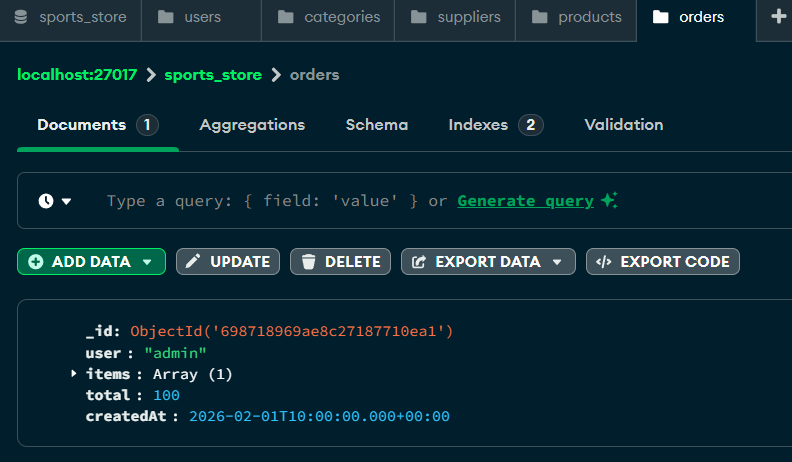 sports_store users categories suppliers products orders
localhost:27017 sports_store orders
Documents 1 Aggregations Schema Indexes 2 Validation
Type a query: { field: 'value' } or Generate query
ADD DATA UPDATE DELETE EXPORT DATA EXPORT CODE
_id: ObjectId('698718969ae8c27187710ea1')
user : "admin"
items : Array (1)
total : 100
createdAt : 2026-02-01T10:00:00.000+00:00